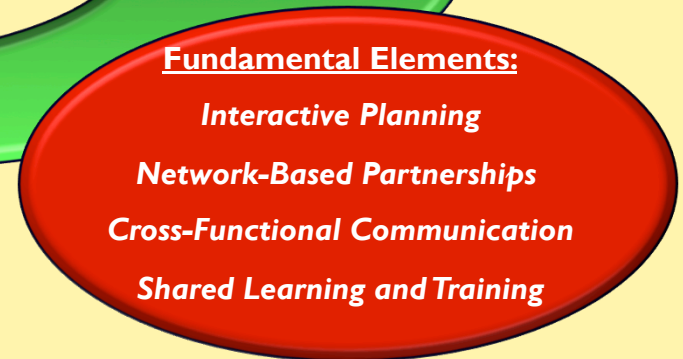 Fundamental Elements:
Interactive Planning
Network-Based Partnerships
Cross-Functional Communication
Shared Learning and Training